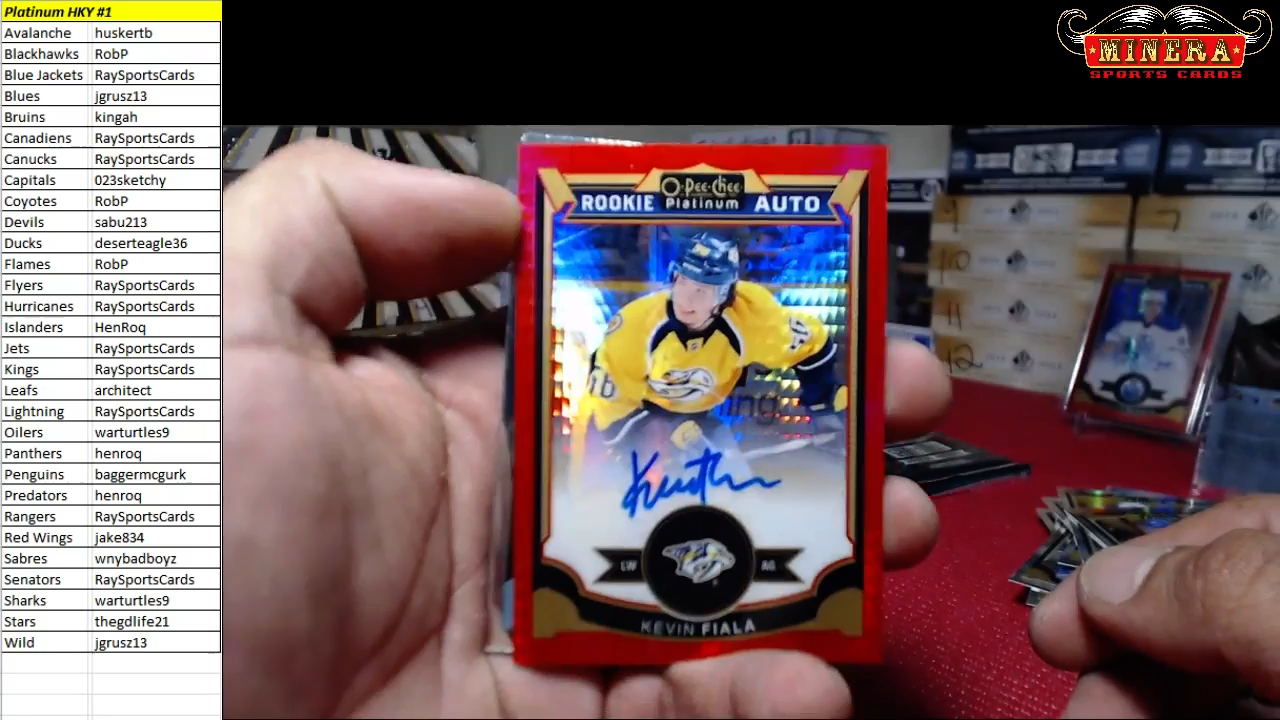 Platinum HKY #1
Avalanche huskertb
Blackhawks RobP
Blue Jackets RaySportsCards
Blues jgrusz13
Bruins kingah
Canadiens RaySportsCards
Canucks RaySportsCards
Capitals 023sketchy
Coyotes RobP
Devils sabu213
Ducks deserteagle36
Flames RobP
Flyers RaySportsCards
Hurricanes RaySportsCards
Islanders HenRoq
Jets RaySportsCards
Kings RaySportsCards
Leafs architect
Lightning RaySportsCards
Oilers warturtles9
Panthers henroq
Penguins baggermcgurk
Predators henroq
Rangers RaySportsCards
Red Wings jake834
Sabres wnybadboyz
Senators RaySportsCards
Sharks warturtles9
Stars thegdlife21
Wild jgrusz13
MINERA
SPORTS CARDS
O-Pee-Chee
ROOKIE Platinum AUTO
LW
KEVIN FIALA
10
11
12